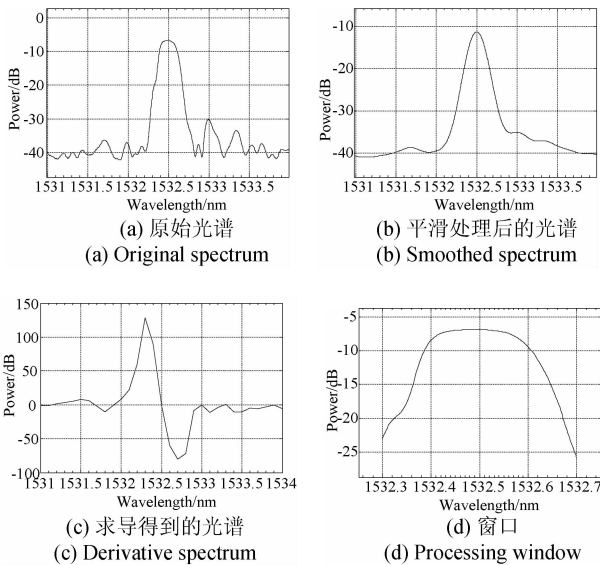 0
-10
-20
-30
-40
Power/dB
1531 1531.5 1532 1532.5 1533 1533.5
Wavelength/nm
(a) 原始光谱
(a) Original spectrum
-10
-20
-30
-40
Power/dB
1531 1531.5 1532 1532.5 1533 1533.5
Wavelength/nm
(b) 平滑处理后的光谱
(b) Smoothed spectrum
150
100
50
0
-50
-100
Power/dB
1531 1531.5 1532 1532.5 1533 1533.5 1534
Wavelength/nm
(c) 求导得到的光谱
(c) Derivative spectrum
-5
-10
-15
-20
-25
Power/dB
1532.3 1532.4 1532.5 1532.6 1532.7
Wavelength/nm
(d) 窗口
(d) Processing window